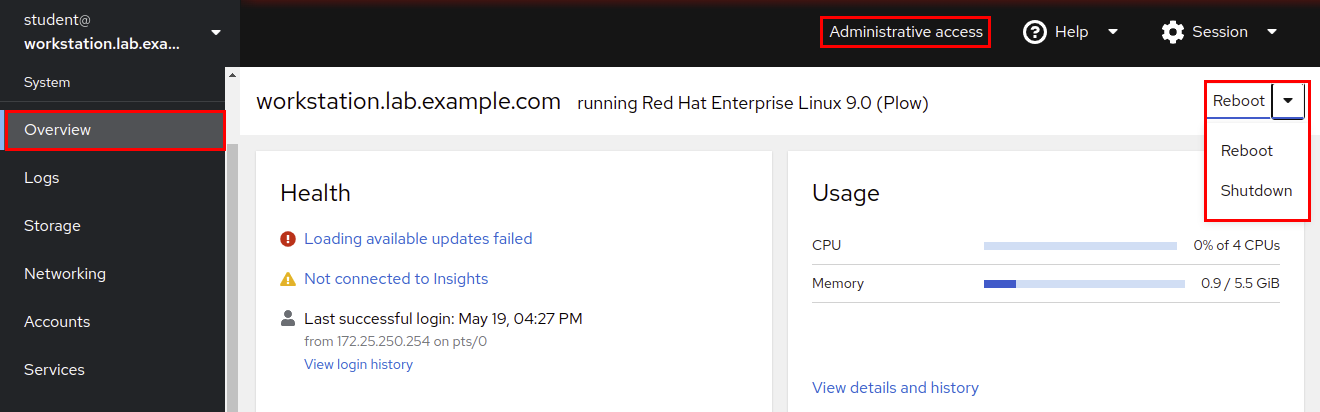 student@
workstation.lab.exa...
Administrative access
Help
Session
System
Overview
Logs
Storage
Networking
Accounts
Services
workstation.lab.example.com running Red Hat Enterprise Linux 9.0 (Plow)
Reboot
Reboot
Shutdown
Health
Loading available updates failed
Not connected to Insights
Last successful login: May 19, 04:27 PM
from 172.25.250.254 on pts/0
View login history
Usage
CPU 0% of 4 CPUs
Memory 0.9 / 5.5 GiB
View details and history